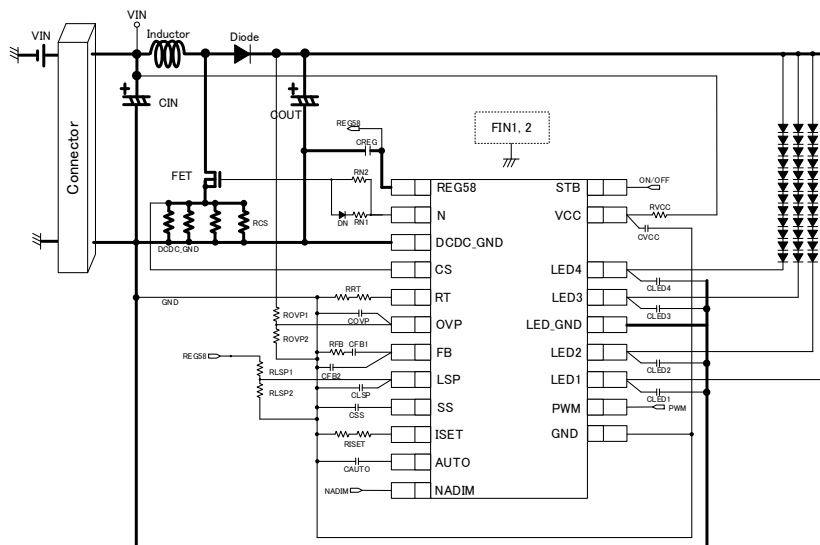 VIN
VIN
Inductor
Diode
Connector
CIN
COUT
REG58
CREG
FIN1, 2
FET
RN2
DN
RN1
RCS
DCDC_GND
REG58
N
DCDC_GND
CS
RT
OVP
FB
LSP
SS
ISET
AUTO
NADIM
STB
VCC
LED4
LED3
LED_GND
LED2
LED1
PWM
GND
ON/OFF
RVCC
CVCC
CLED4
CLED3
CLED2
CLED1
PWM
GND
RRT
ROVP1
COVP
ROVP2
RFB
CFB1
CFB2
REG58
RLSP1
CLSP
RLSP2
CSS
RISET
CAUTO
NADIM